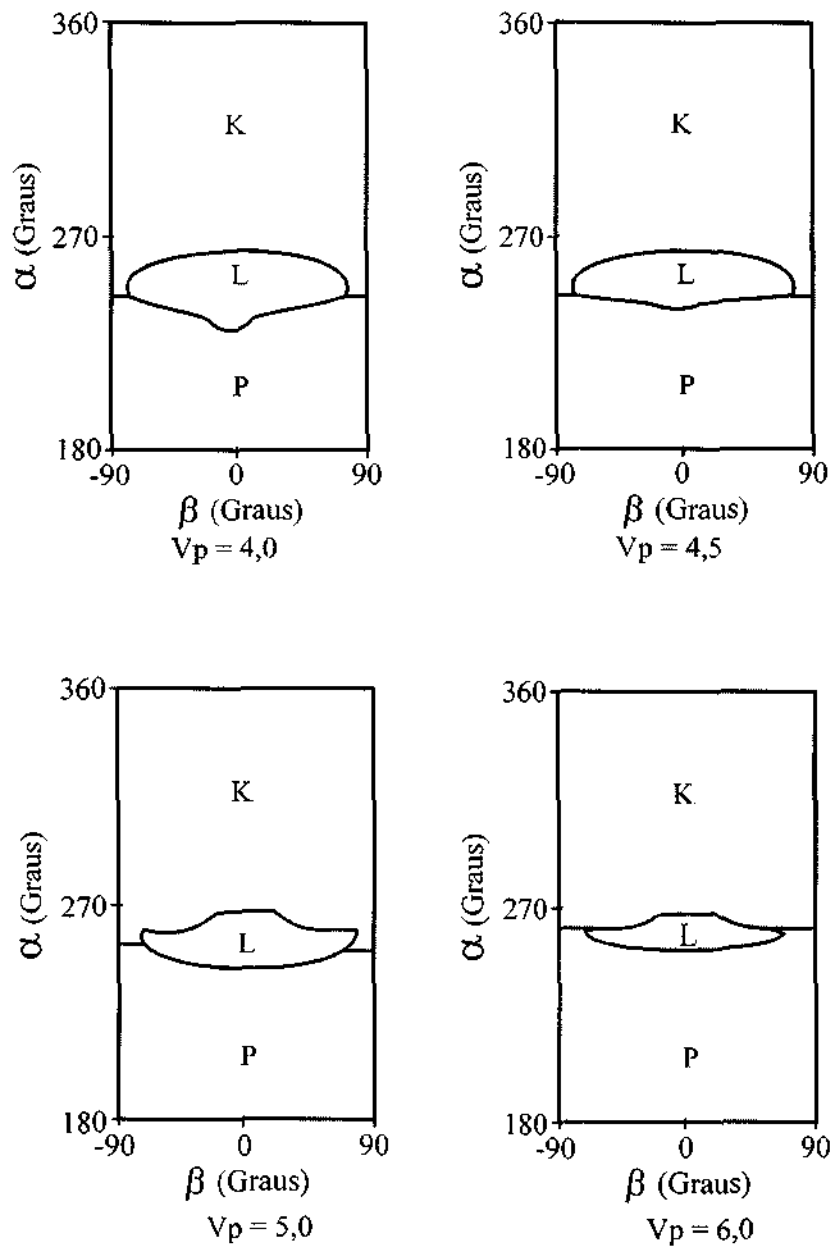 360
K
270
α (Graus)
L
P
180
-90
0
90
β (Graus)
Vp = 4,0
360
K
270
α (Graus)
L
P
180
-90
0
90
β (Graus)
Vp = 4,5
360
K
270
α (Graus)
L
P
180
-90
0
90
β (Graus)
Vp = 5,0
360
K
270
α (Graus)
L
P
180
-90
0
90
β (Graus)
Vp = 6,0